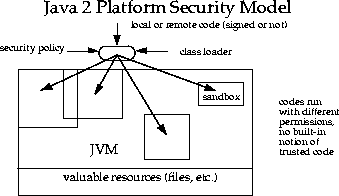 Java 2 Platform Security Model
local or remote code (signed or not)
security policy
class loader
sandbox
codes run
with different
permissions,
no built-in
notion of
trusted code
JVM
valuable resources (files, etc.)